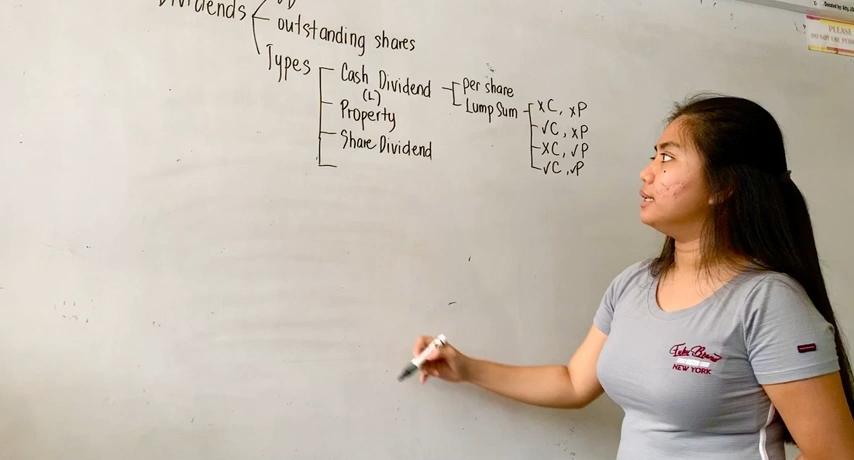 Dividends
outstanding shares
Types
Cash Dividend
(L)
Property
Share Dividend
per share
Lump Sum
xC, xP
√C, xP
xC, √P
√C, √P
PLEASE
NEW YORK